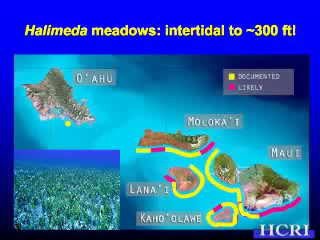 Halimeda meadows: intertidal to ~300 ft!
O'AHU
DOCUMENTED
LIKELY
MOLOKA'I
MAUI
LANA'I
KAHO'OLAWE
HCRI